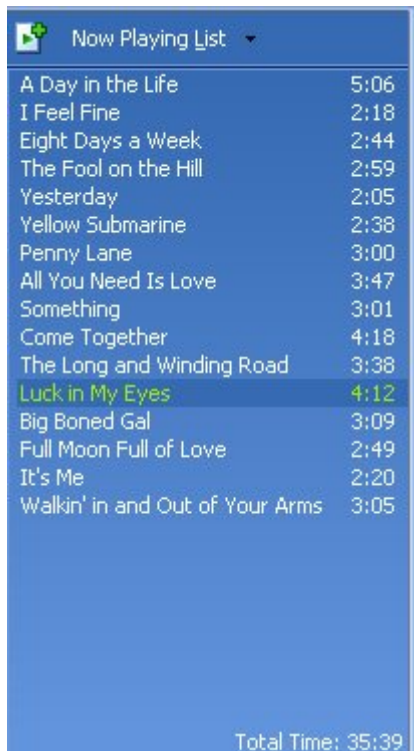 Now Playing List
A Day in the Life 5:06
I Feel Fine 2:18
Eight Days a Week 2:44
The Fool on the Hill 2:59
Yesterday 2:05
Yellow Submarine 2:38
Penny Lane 3:00
All You Need Is Love 3:47
Something 3:01
Come Together 4:18
The Long and Winding Road 3:38
Luck in My Eyes 4:12
Big Boned Gal 3:09
Full Moon Full of Love 2:49
It's Me 2:20
Walkin' in and Out of Your Arms 3:05
Total Time: 35:39